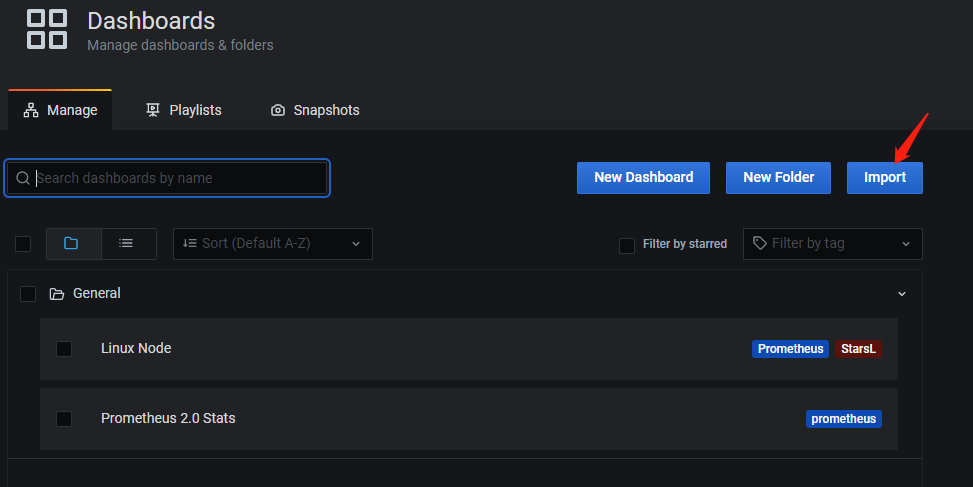 Dashboards
Manage dashboards & folders
Manage Playlists Snapshots
Search dashboards by name New Dashboard New Folder Import
Sort (Default A-Z) Filter by starred Filter by tag
General
Linux Node Prometheus StarsL
Prometheus 2.0 Stats prometheus